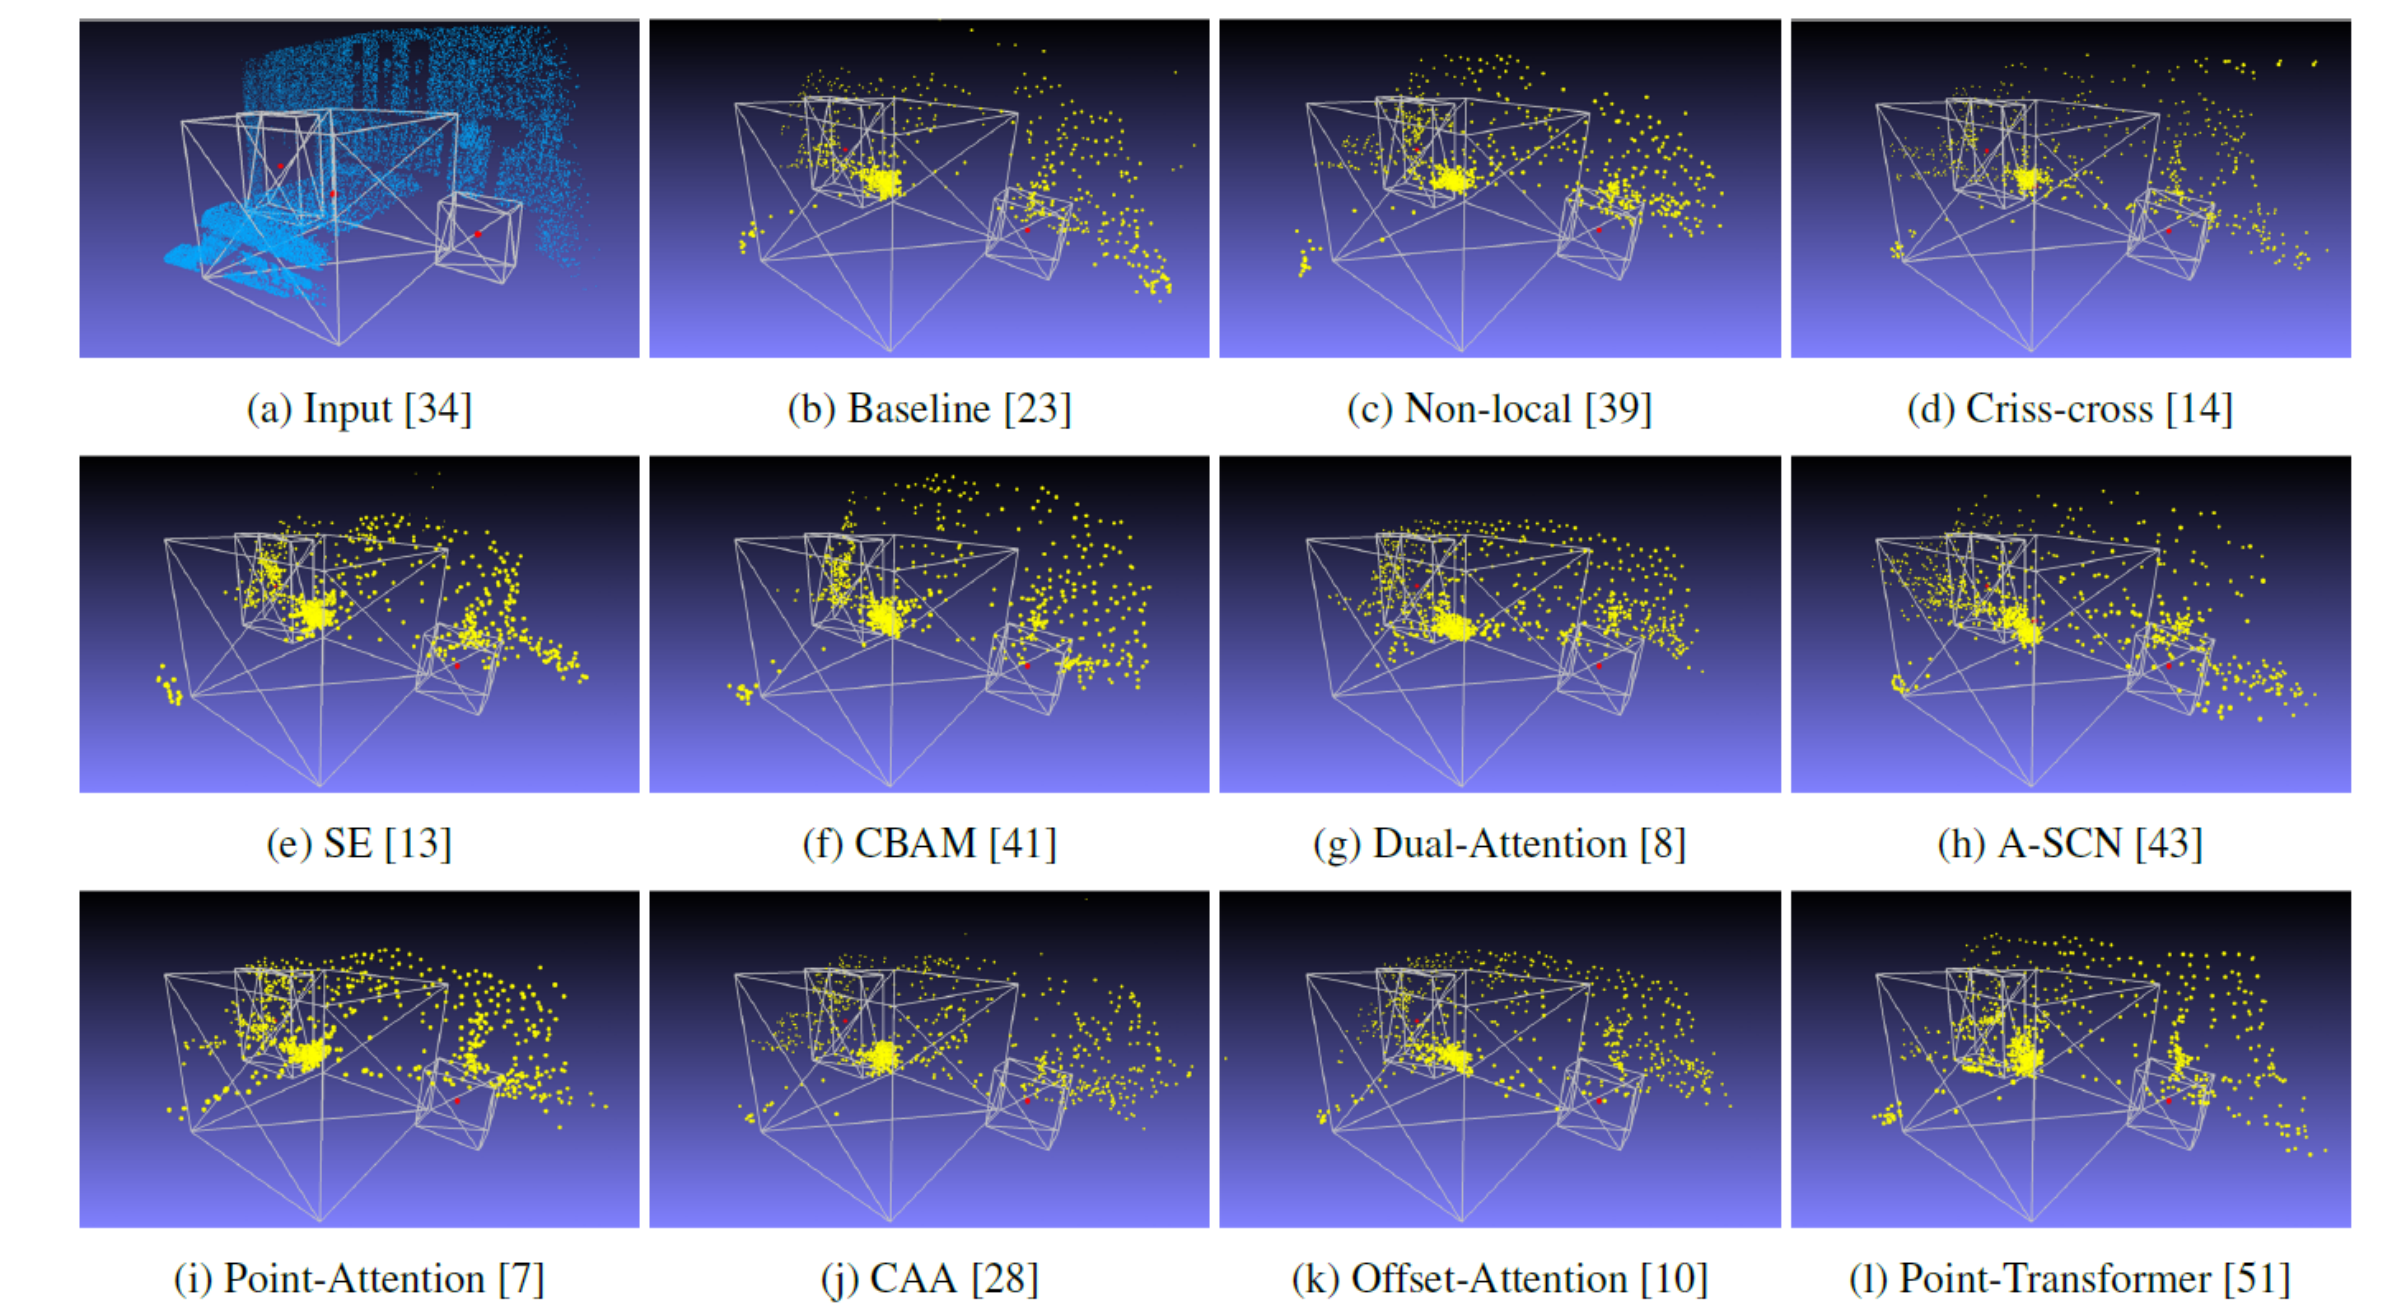 (a) Input [34]
(b) Baseline [23]
(c) Non-local [39]
(d) Criss-cross [14]
(e) SE [13]
(f) CBAM [41]
(g) Dual-Attention [8]
(h) A-SCN [43]
(i) Point-Attention [7]
(j) CAA [28]
(k) Offset-Attention [10]
(l) Point-Transformer [51]